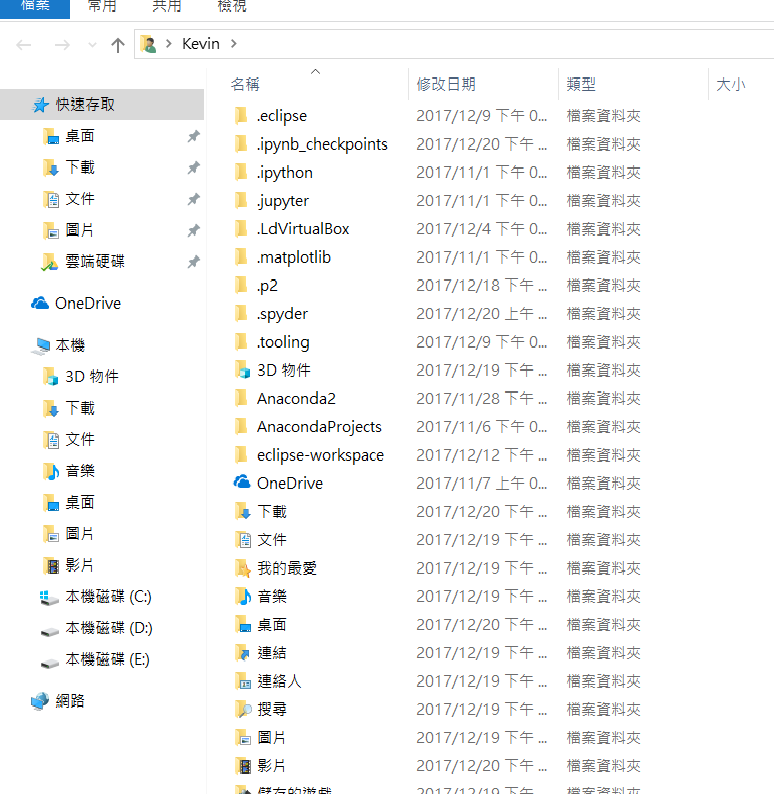 檔案 常用 共用 檢視
Kevin
名稱 修改日期 類型 大小
快速存取
桌面
下載
文件
圖片
雲端硬碟
OneDrive
本機
3D 物件
下載
文件
音樂
桌面
圖片
影片
本機磁碟 (C:)
本機磁碟 (D:)
本機磁碟 (E:)
網路
.eclipse 2017/12/9 下午 0... 檔案資料夾
.ipynb_checkpoints 2017/12/20 下午 ... 檔案資料夾
.ipython 2017/11/1 下午 0... 檔案資料夾
.jupyter 2017/11/1 下午 0... 檔案資料夾
.LdVirtualBox 2017/12/4 下午 0... 檔案資料夾
.matplotlib 2017/11/1 下午 0... 檔案資料夾
.p2 2017/12/18 下午 ... 檔案資料夾
.spyder 2017/12/20 上午 ... 檔案資料夾
.tooling 2017/12/9 下午 0... 檔案資料夾
3D 物件 2017/12/19 下午 ... 檔案資料夾
Anaconda2 2017/11/28 下午 ... 檔案資料夾
AnacondaProjects 2017/11/6 下午 0... 檔案資料夾
eclipse-workspace 2017/12/12 下午 ... 檔案資料夾
OneDrive 2017/11/7 上午 0... 檔案資料夾
下載 2017/12/20 下午 ... 檔案資料夾
文件 2017/12/19 下午 ... 檔案資料夾
我的最愛 2017/12/19 下午 ... 檔案資料夾
音樂 2017/12/19 下午 ... 檔案資料夾
桌面 2017/12/20 下午 ... 檔案資料夾
連結 2017/12/19 下午 ... 檔案資料夾
連絡人 2017/12/19 下午 ... 檔案資料夾
搜尋 2017/12/19 下午 ... 檔案資料夾
圖片 2017/12/19 下午 ... 檔案資料夾
影片 2017/12/20 下午 ... 檔案資料夾
儲存的遊戲 2017/12/19 下午 ... 檔案資料夾